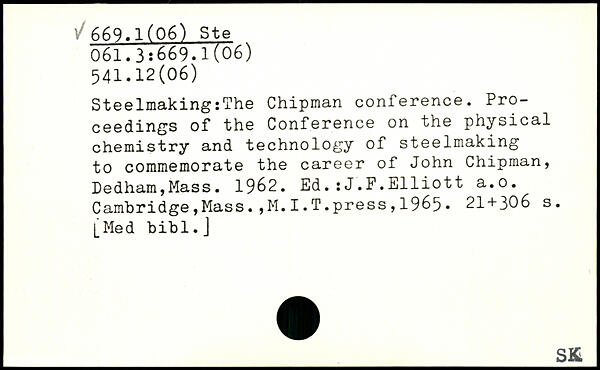 ✓ 669.1(06) Ste
061.3:669.1(06)
541.12(06)
Steelmaking:The Chipman conference. Pro-
ceedings of the Conference on the physical
chemistry and technology of steelmaking
to commemorate the career of John Chipman,
Dedham,Mass. 1962. Ed.:J.F.Elliott a.o.
Cambridge,Mass.,M.I.T.press,1965. 21+306 s.
[Med bibl.]
SK